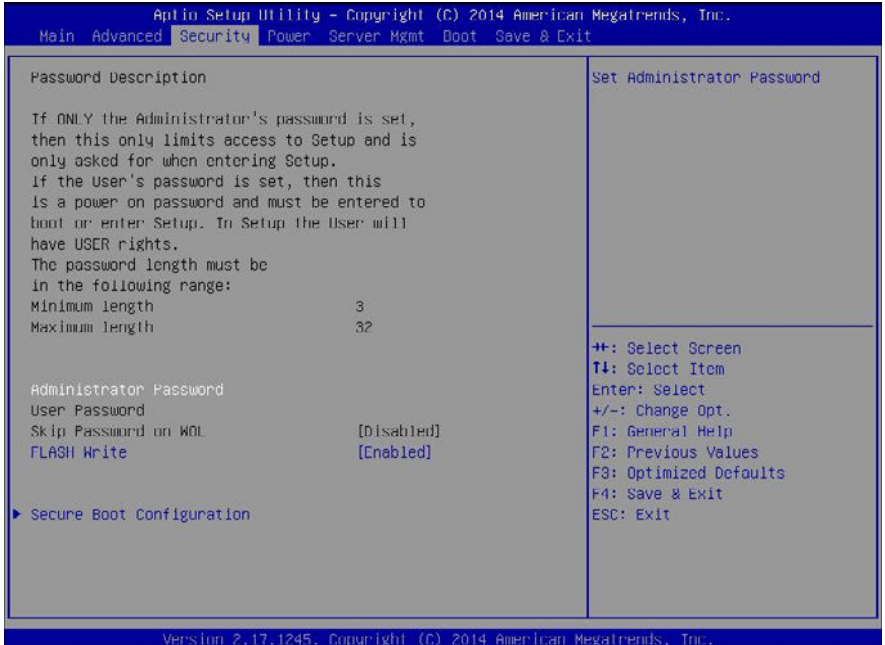 Aptio Setup Utility – Copyright (C) 2014 American Megatrends, Inc.
Main Advanced Security Power Server Mgmt Boot Save & Exit
Password Description
If ONLY the Administrator's password is set,
then this only limits access to Setup and is
only asked for when entering Setup.
If the User's password is set, then this
is a power on password and must be entered to
boot or enter Setup. In Setup the User will
have USER rights.
The password length must be
in the following range:
Minimum length 3
Maximum length 32
Administrator Password
User Password
Skip Password on WOL [Disabled]
FLASH Write [Enabled]
Secure Boot Configuration
Set Administrator Password
→←: Select Screen
↑↓: Select Item
Enter: Select
+/-: Change Opt.
F1: General Help
F2: Previous Values
F3: Optimized Defaults
F4: Save & Exit
ESC: Exit
Version 2.17.1245. Copyright (C) 2014 American Megatrends, Inc.